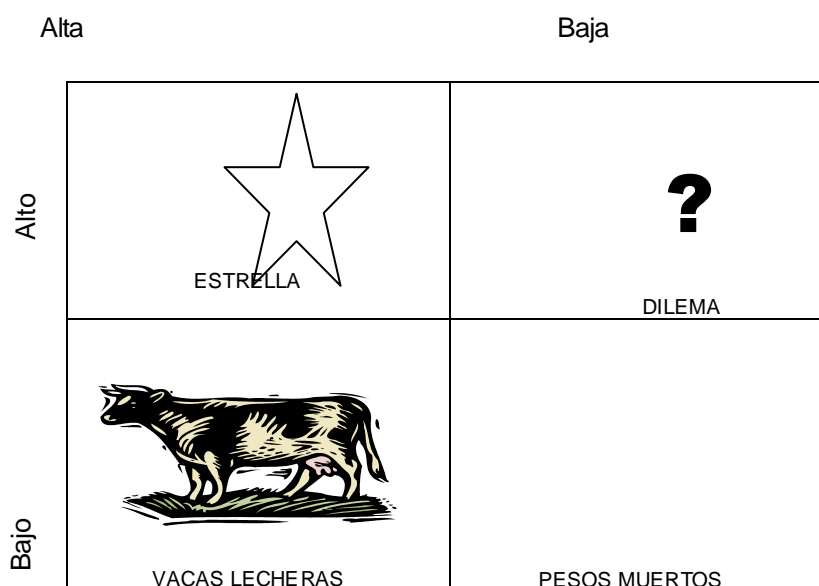 Alta Baja
Alto
ESTRELLA
?
DILEMA
Bajo
VACAS LECHERAS PESOS MUERTOS